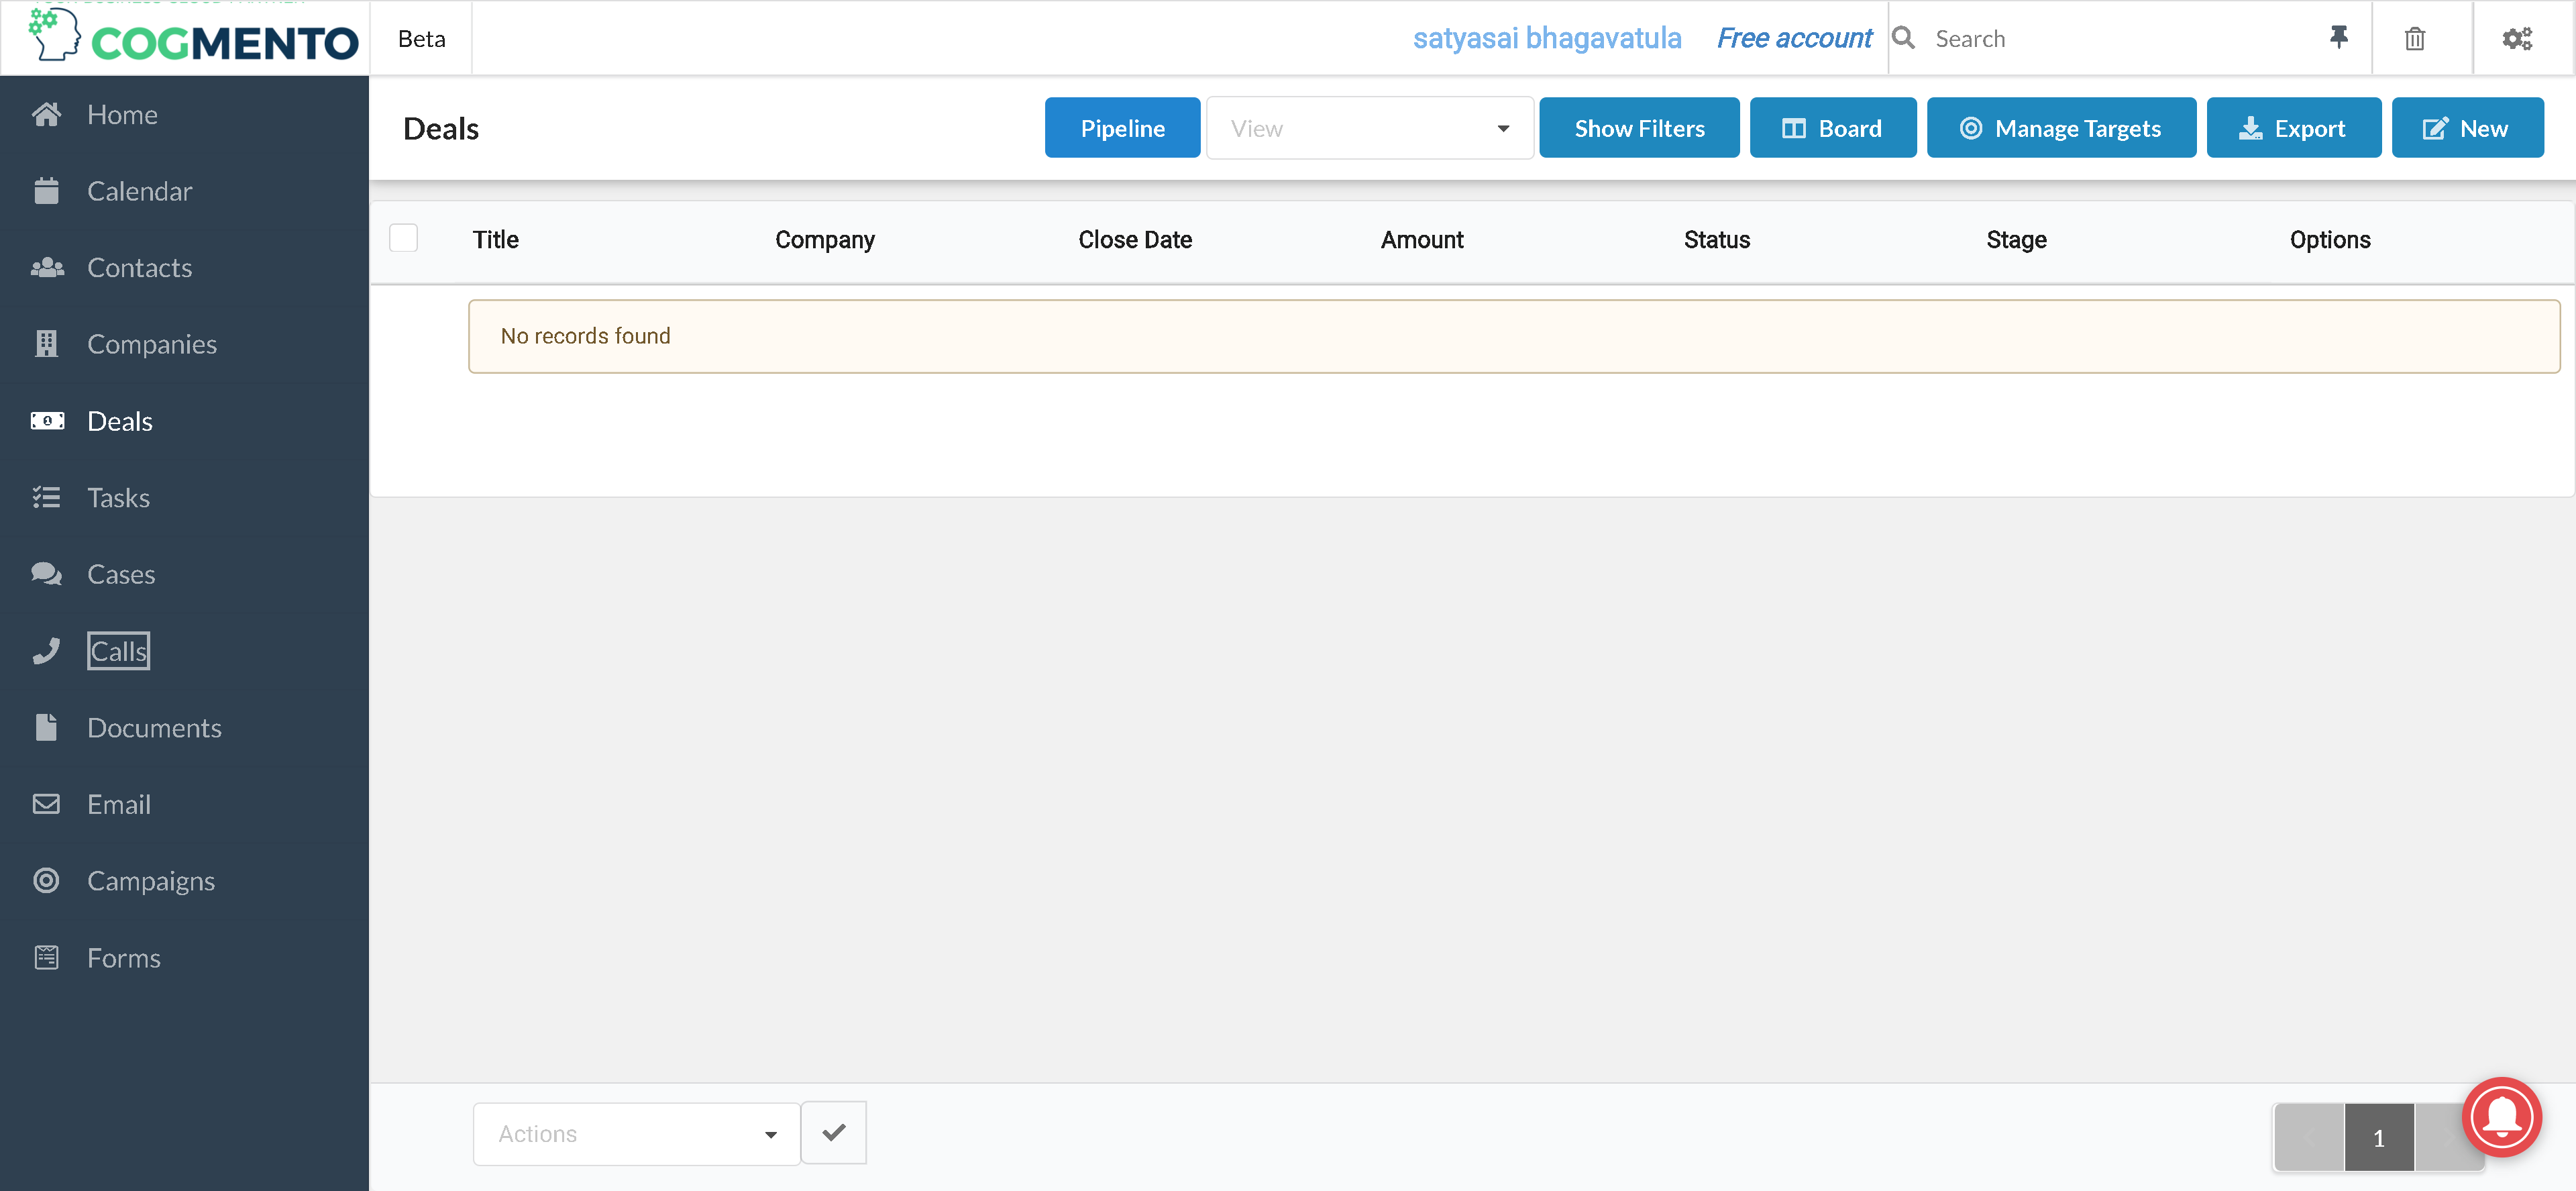 COGMENTO
Beta
satyasai bhagavatula
Free account
Search
Home
Calendar
Contacts
Companies
Deals
Tasks
Cases
Calls
Documents
Email
Campaigns
Forms
Deals
Pipeline
View
Show Filters
Board
Manage Targets
Export
New
Title Company Close Date Amount Status Stage Options
No records found
Actions
1